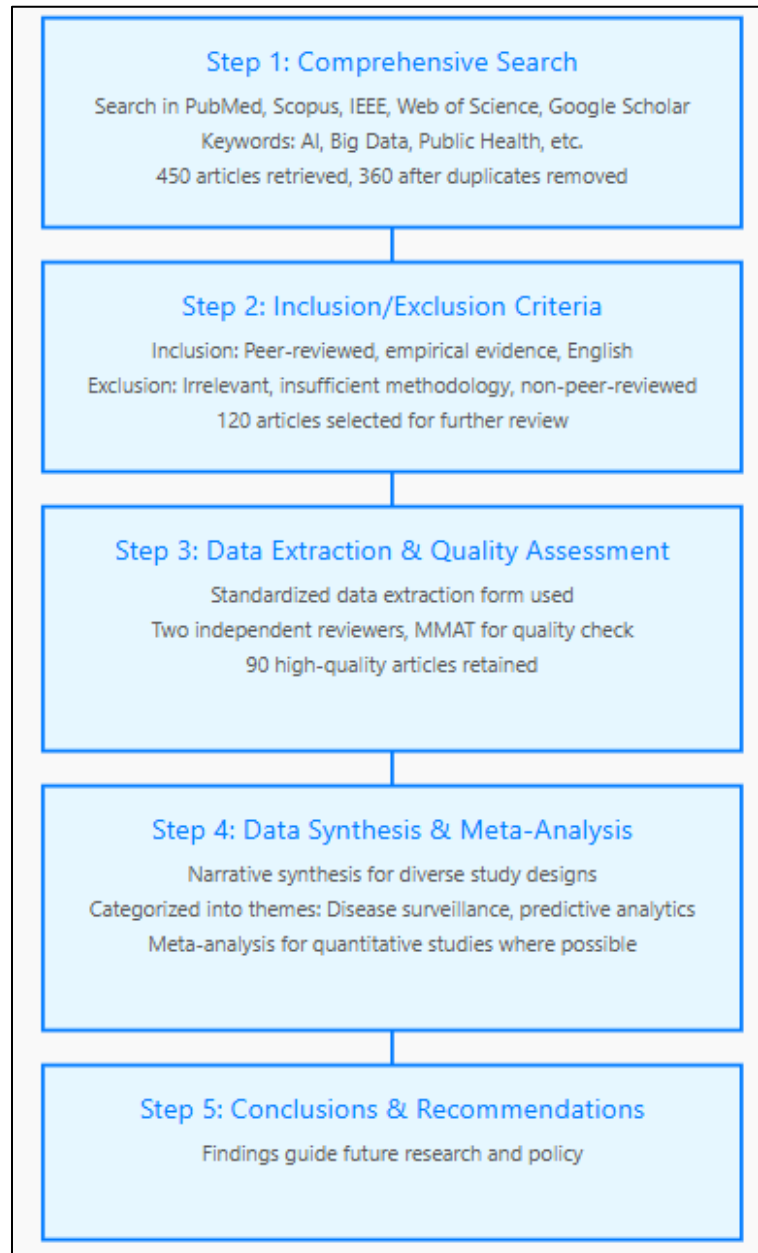 Step 1: Comprehensive Search
Search in PubMed, Scopus, IEEE, Web of Science, Google Scholar
Keywords: AI, Big Data, Public Health, etc.
450 articles retrieved, 360 after duplicates removed
Step 2: Inclusion/Exclusion Criteria
Inclusion: Peer-reviewed, empirical evidence, English
Exclusion: Irrelevant, insufficient methodology, non-peer-reviewed
120 articles selected for further review
Step 3: Data Extraction & Quality Assessment
Standardized data extraction form used
Two independent reviewers, MMAT for quality check
90 high-quality articles retained
Step 4: Data Synthesis & Meta-Analysis
Narrative synthesis for diverse study designs
Categorized into themes: Disease surveillance, predictive analytics
Meta-analysis for quantitative studies where possible
Step 5: Conclusions & Recommendations
Findings guide future research and policy